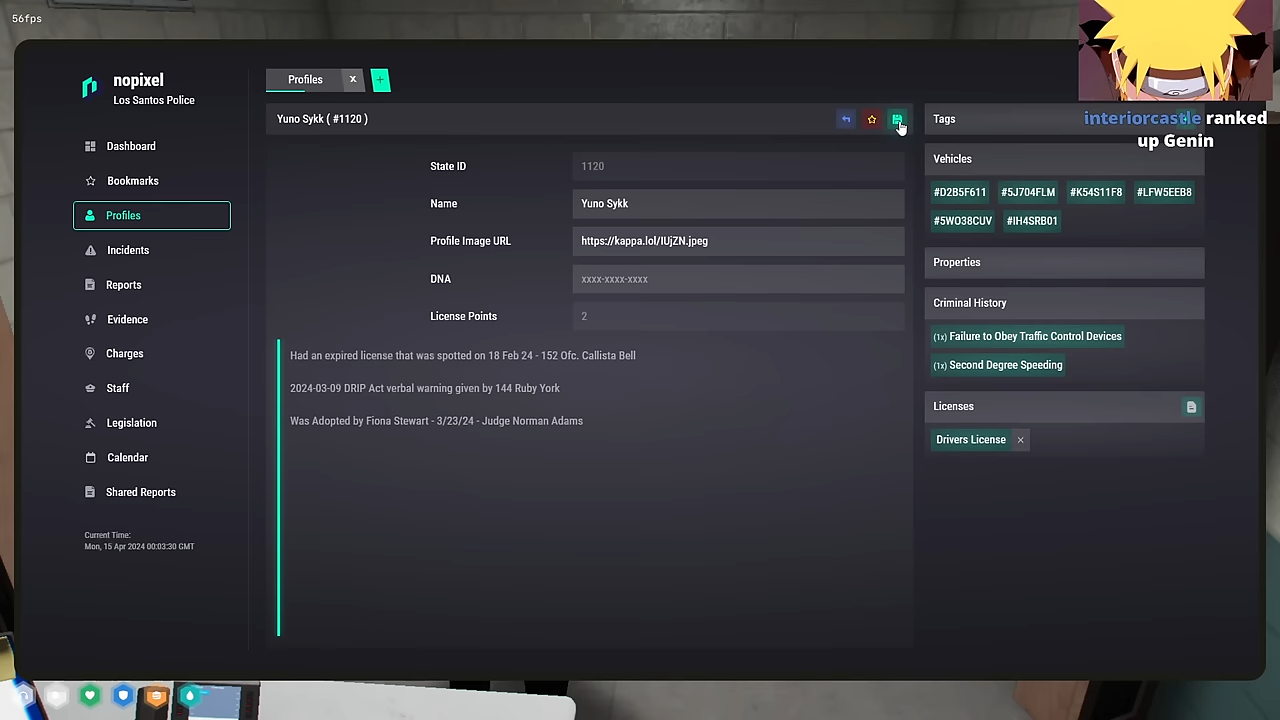 56fps
nopixel
Los Santos Police
Dashboard
Bookmarks
Profiles
Incidents
Reports
Evidence
Charges
Staff
Legislation
Calendar
Shared Reports
Current Time:
Mon, 15 Apr 2024 00:03:30 GMT
Profiles x +
Yuno Sykk ( #1120 )
State ID 1120
Name Yuno Sykk
Profile Image URL https://kappa.lol/IUjZN.jpeg
DNA xxxx-xxxx-xxxx
License Points 2
Had an expired license that was spotted on 18 Feb 24 - 152 Ofc. Callista Bell
2024-03-09 DRIP Act verbal warning given by 144 Ruby York
Was Adopted by Fiona Stewart - 3/23/24 - Judge Norman Adams
interiorcastle ranked
up Genin
Tags
Vehicles
#D2B5F611 #5J704FLM #K54S11F8 #LFW5EEB8
#5WO38CUV #IH4SRB01
Properties
Criminal History
(1x) Failure to Obey Traffic Control Devices
(1x) Second Degree Speeding
Licenses
Drivers License x